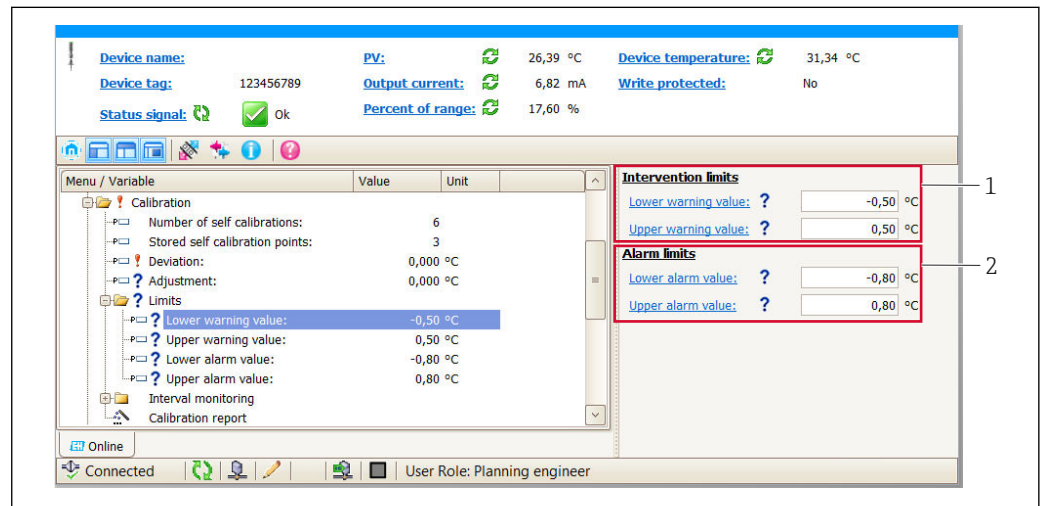 Device name: PV: 26,39 °C Device temperature: 31,34 °C
Device tag: 123456789 Output current: 6,82 mA Write protected: No
Status signal: Ok Percent of range: 17,60 %
Menu / Variable Value Unit
Calibration
Number of self calibrations: 6
Stored self calibration points: 3
Deviation: 0,000 °C
Adjustment: 0,000 °C
Limits
Lower warning value: -0,50 °C
Upper warning value: 0,50 °C
Lower alarm value: -0,80 °C
Upper alarm value: 0,80 °C
Interval monitoring
Calibration report
Intervention limits
Lower warning value: ? -0,50 °C
Upper warning value: ? 0,50 °C
1
Alarm limits
Lower alarm value: ? -0,80 °C
Upper alarm value: ? 0,80 °C
2
Online
Connected User Role: Planning engineer